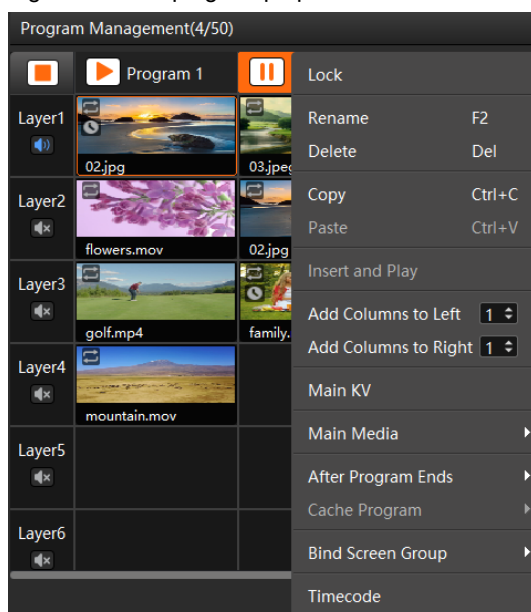 Program Management(4/50)
Program 1
Lock
Layer1
02.jpg
03.jpe
Rename F2
Delete Del
Layer2
flowers.mov
02.jpg
Copy Ctrl+C
Paste Ctrl+V
Layer3
golf.mp4
family.
Insert and Play
Add Columns to Left 1
Add Columns to Right 1
Layer4
mountain.mov
Main KV
Main Media
Layer5
After Program Ends
Cache Program
Layer6
Bind Screen Group
Timecode